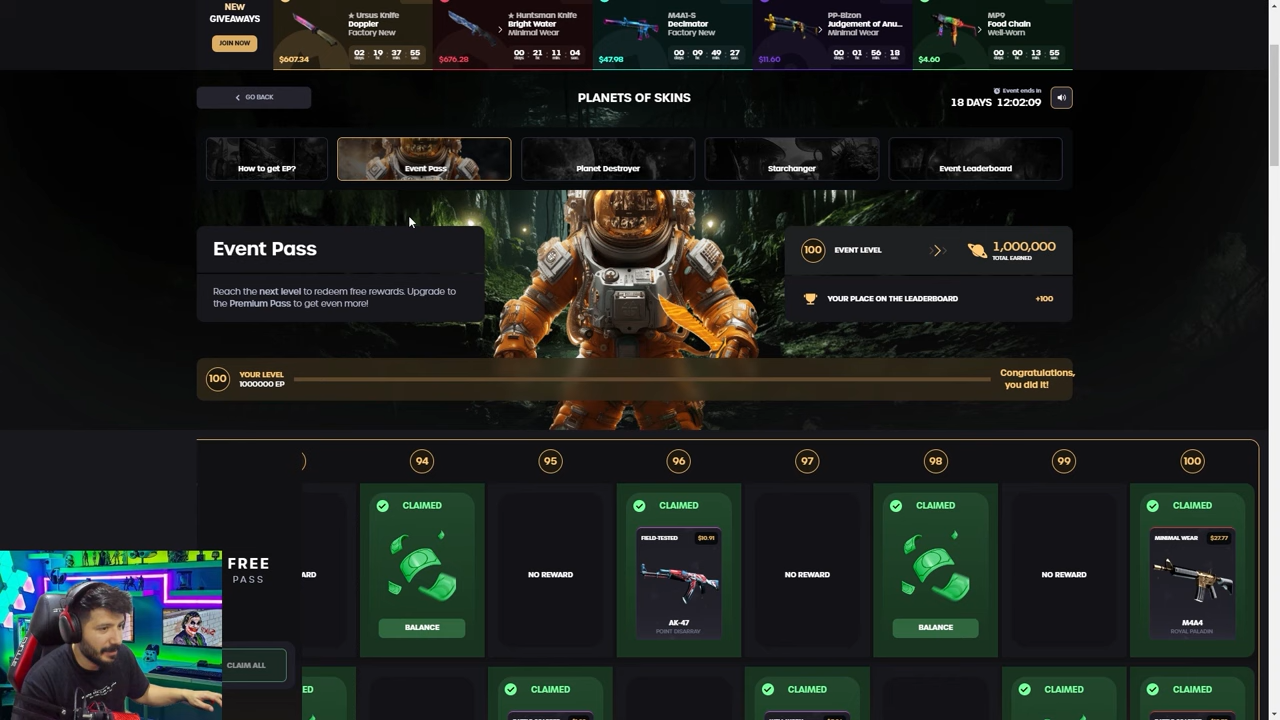 NEW
GIVEAWAYS
JOIN NOW
★ Ursus Knife
Doppler
Factory New
02 19 37 55
$607.34
★ Huntsman Knife
Bright Water
Minimal Wear
00 21 11 04
$676.28
M4A1-S
Decimator
Factory New
00 09 49 27
$47.98
PP-Bizon
Judgement of Anu...
Minimal Wear
00 01 56 18
$11.60
MP9
Food Chain
Well-Worn
00 00 13 55
$4.60
GO BACK
PLANETS OF SKINS
Event ends in
18 DAYS 12:02:09
How to get EP?
Event Pass
Planet Destroyer
Starchanger
Event Leaderboard
Event Pass
Reach the next level to redeem free rewards. Upgrade to
the Premium Pass to get even more!
100 EVENT LEVEL
1,000,000
TOTAL EARNED
YOUR PLACE ON THE LEADERBOARD
+100
100
YOUR LEVEL
1000000 EP
Congratulations,
you did it!
94 95 96 97 98 99 100
FREE
PASS
CLAIM ALL
ARD
CLAIMED
BALANCE
NO REWARD
CLAIMED
FIELD-TESTED
$10.91
AK-47
POINT DISARRAY
NO REWARD
CLAIMED
BALANCE
NO REWARD
CLAIMED
MINIMAL WEAR
$27.77
M4A4
ROYAL PALADIN
ED
CLAIMED
CLAIMED
CLAIMED
CLAIMED